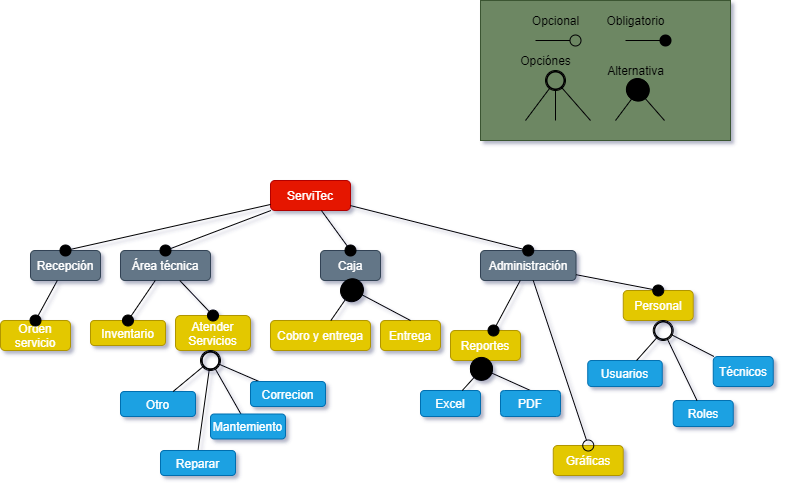 Opcional
Obligatorio
Opciónes
Alternativa
ServiTec
Recepción
Área técnica
Caja
Administración
Personal
Orden
servicio
Inventario
Atender
Servicios
Cobro y entrega
Entrega
Reportes
Usuarios
Técnicos
Otro
Correcion
Excel
PDF
Roles
Mantemiento
Reparar
Gráficas